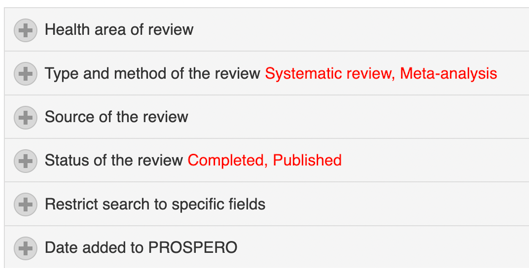 Health area of review
Type and method of the review Systematic review, Meta-analysis
Source of the review
Status of the review Completed, Published
Restrict search to specific fields
Date added to PROSPERO